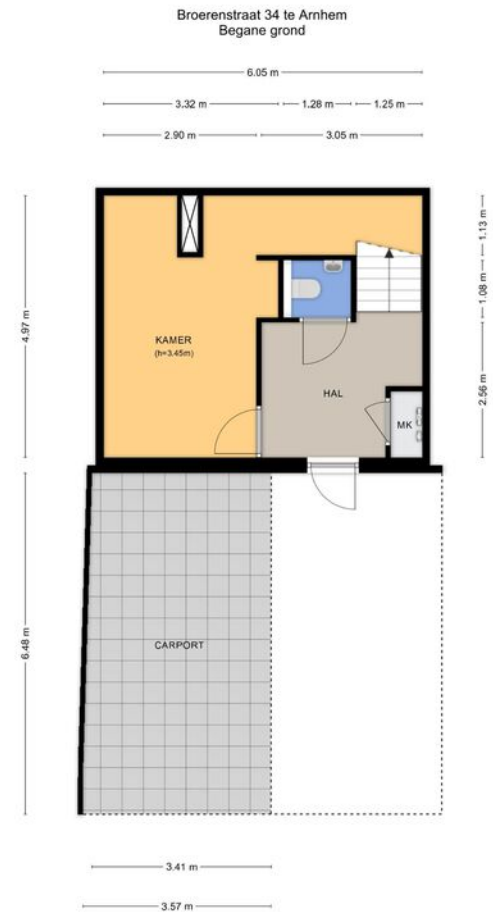 Broerenstraat 34 te Arnhem
Begane grond
6.05 m
3.32 m
1.28 m
1.25 m
2.90 m
3.05 m
1.13 m
4.97 m
1.08 m
KAMER
(h=3.45m)
HAL
2.56 m
MK
6.48 m
CARPORT
3.41 m
3.57 m